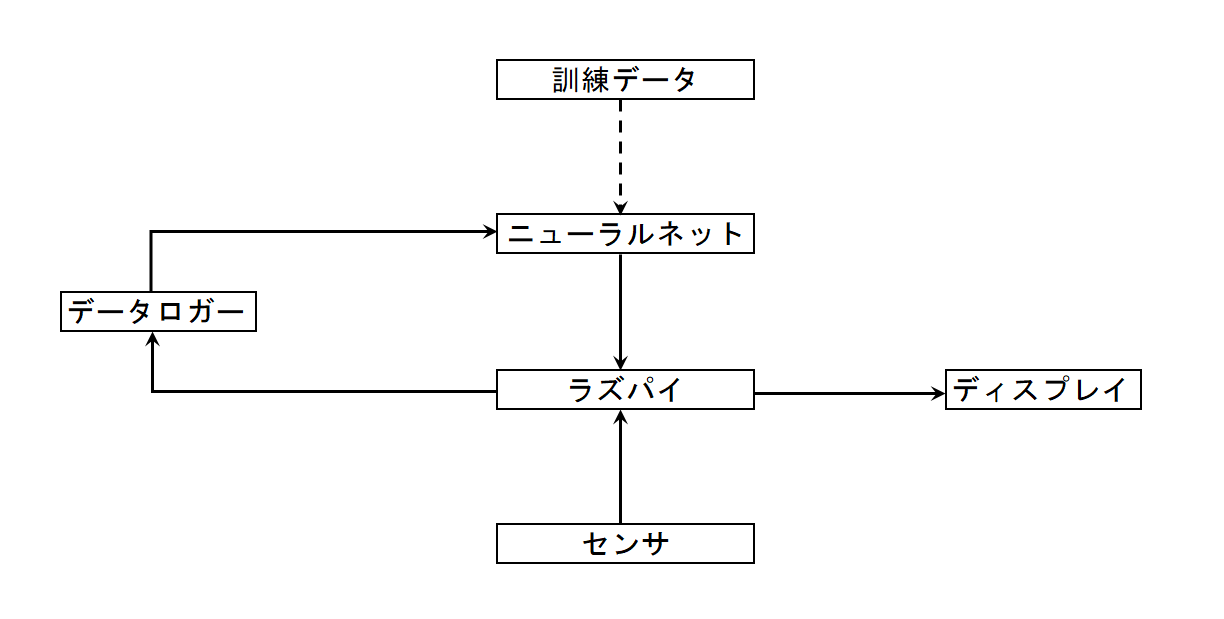 訓練データ
ニューラルネット
データロガー
ラズパイ
ディスプレイ
センサ